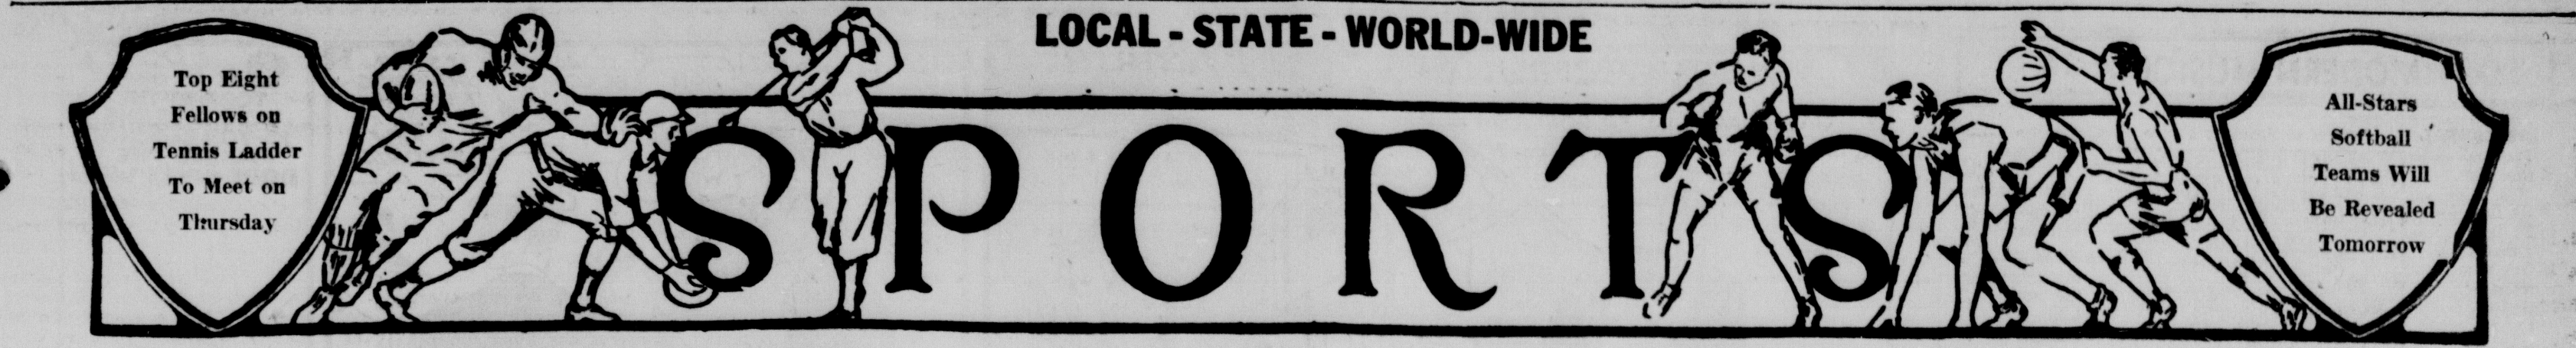 LOCAL - STATE - WORLD-WIDE
Top Eight
Fellows on
Tennis Ladder
To Meet on
Thursday
SPORTS
All-Stars
Softball
Teams Will
Be Revealed
Tomorrow